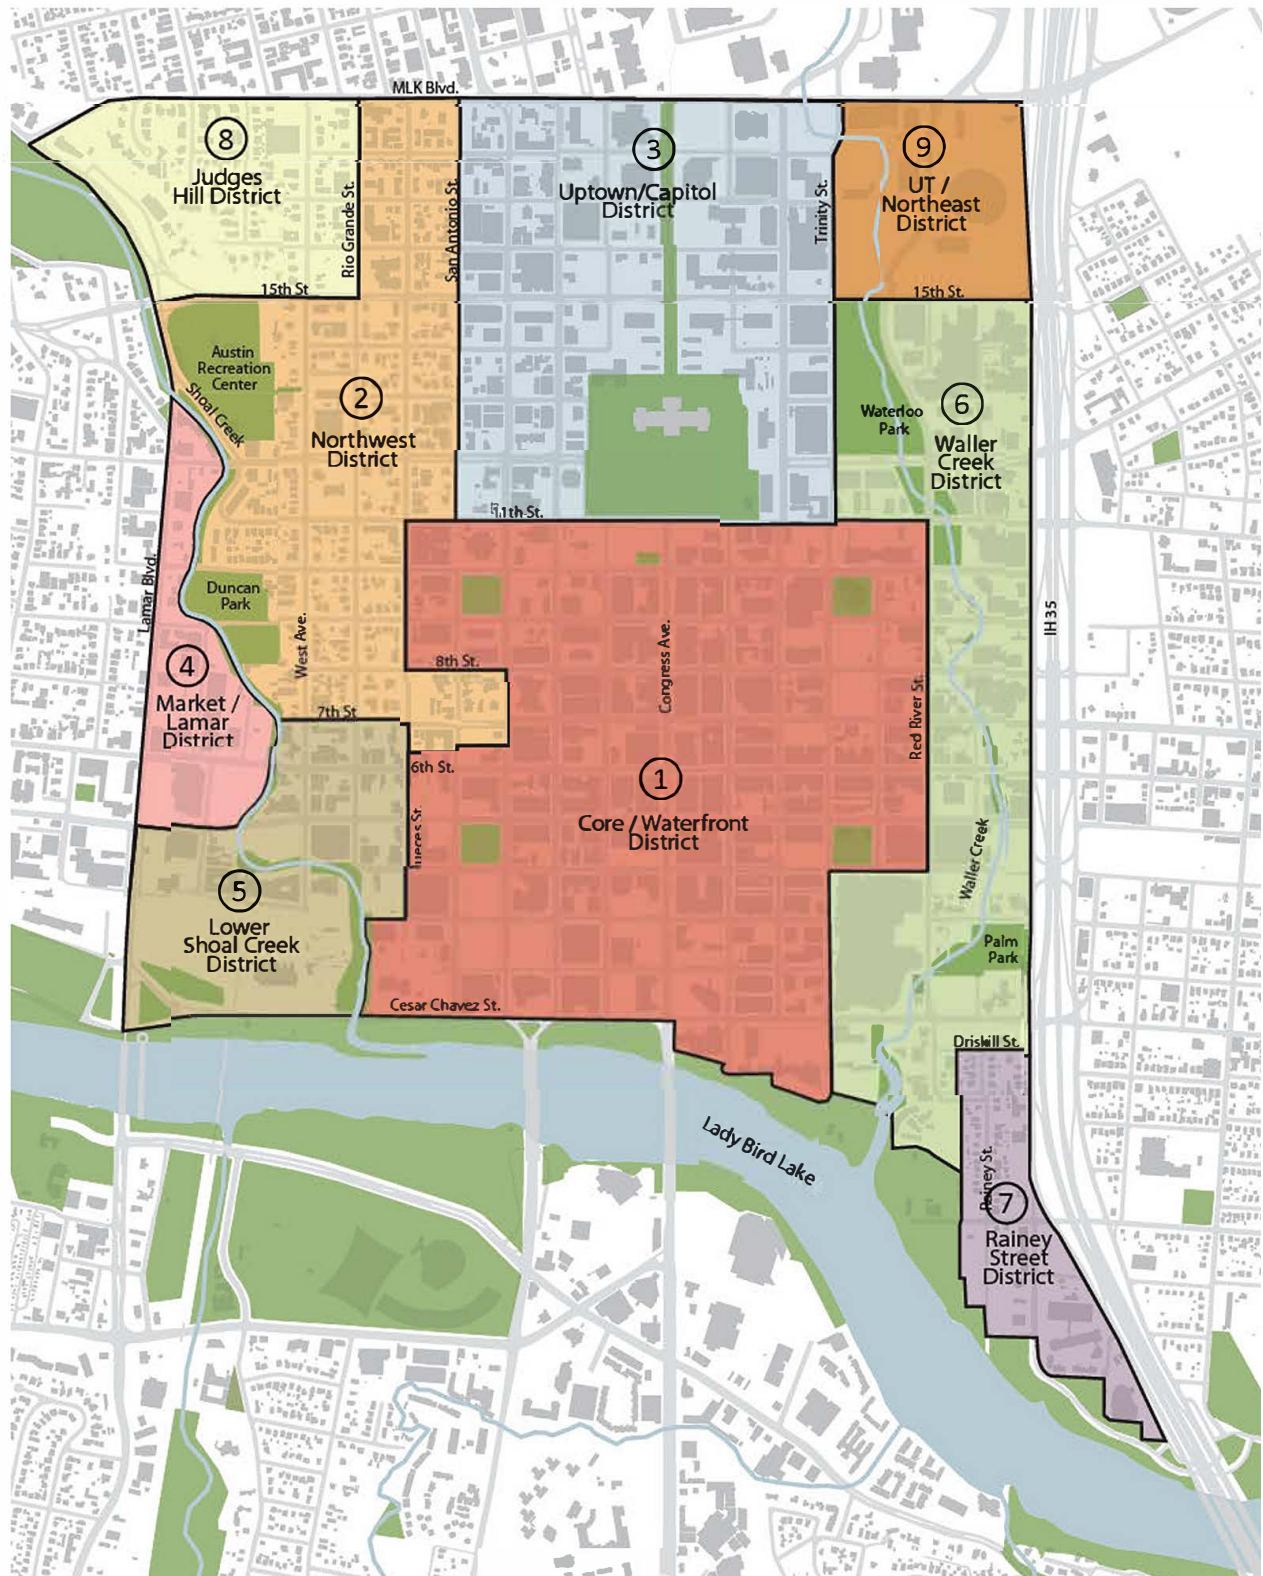 MLK Blvd.
8
Judges
Hill District
Rio Grande St.
San Antonio St.
3
Uptown/Capitol
District
Trinity St.
9
UT /
Northeast
District
15th St
15th St.
Austin
Recreation
Center
Shoal Creek
2
Northwest
District
Waterloo
Park
6
Waller
Creek
District
11th St.
Lamar Blvd.
Duncan
Park
West Ave.
8th St.
Congress Ave.
Red River St.
IH 35
4
Market /
Lamar
District
7th St
6th St.
ueces St.
1
Core / Waterfront
District
Waller Creek
5
Lower
Shoal Creek
District
Palm
Park
Cesar Chavez St.
Driskill St.
Lady Bird Lake
Rainey St.
7
Rainey
Street
District